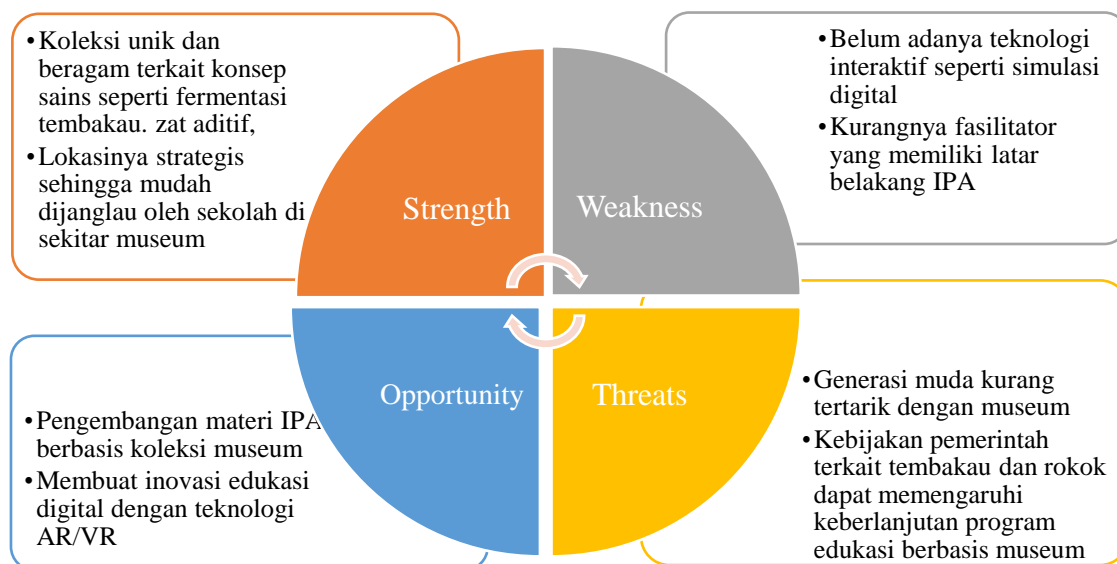 •Koleksi unik dan
beragam terkait konsep
sains seperti fermentasi
tembakau. zat aditif,
•Lokasinya strategis
sehingga mudah
dijanglau oleh sekolah di
sekitar museum
Strength
•Belum adanya teknologi
interaktif seperti simulasi
digital
•Kurangnya fasilitator
yang memiliki latar
belakang IPA
Weakness
•Pengembangan materi IPA
berbasis koleksi museum
•Membuat inovasi edukasi
digital dengan teknologi
AR/VR
Opportunity
•Generasi muda kurang
tertarik dengan museum
•Kebijakan pemerintah
terkait tembakau dan rokok
dapat memengaruhi
keberlanjutan program
edukasi berbasis museum
Threats